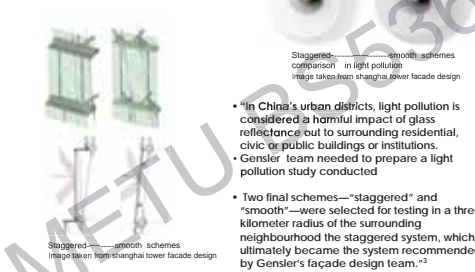 Staggered----------------------smooth schemes
comparison in light pollution
Image taken from shanghai tower facade design
• "In China's urban districts, light pollution is
considered a harmful impact of glass
reflectance out to surrounding residential,
civic or public buildings or institutions.
• Gensler team needed to prepare a light
pollution study conducted
• Two final schemes—"staggered" and
"smooth"—were selected for testing in a three
kilometer radius of the surrounding
neighbourhood the staggered system, which
ultimately became the system recommended
by Gensler's façade design team."3
Staggered----------smooth schemes
Image taken from shanghai tower facade design
METU BS536